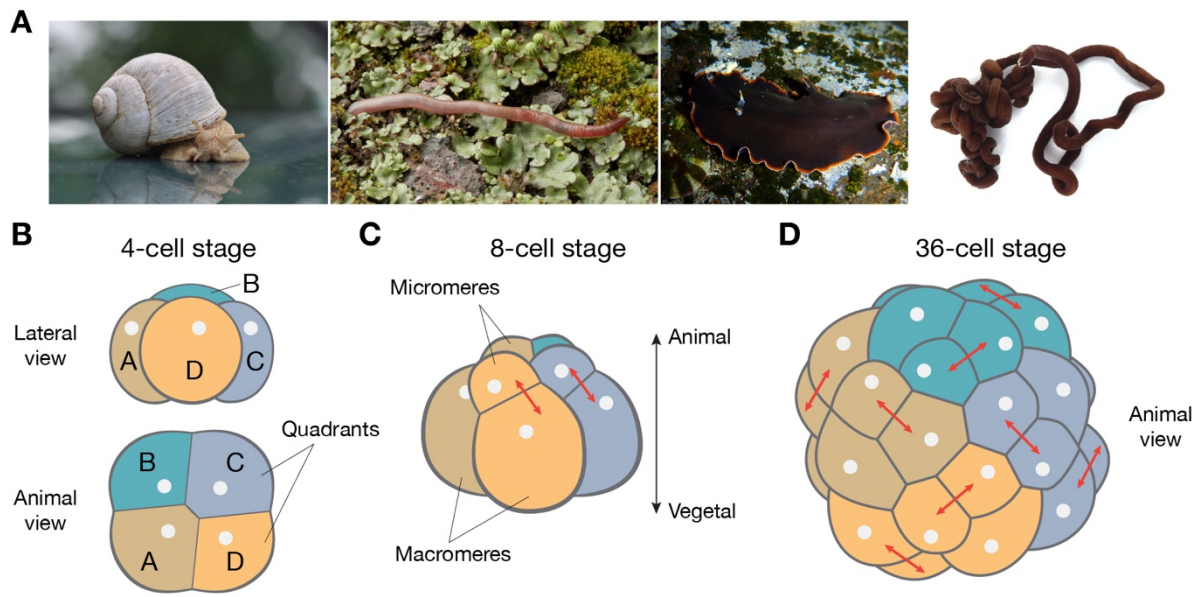 A
B
4-cell stage
Lateral
view
B
A
D
C
Animal
view
B
C
A
D
Quadrants
C
8-cell stage
Micromeres
Macromeres
Animal
Vegetal
D
36-cell stage
Animal
view